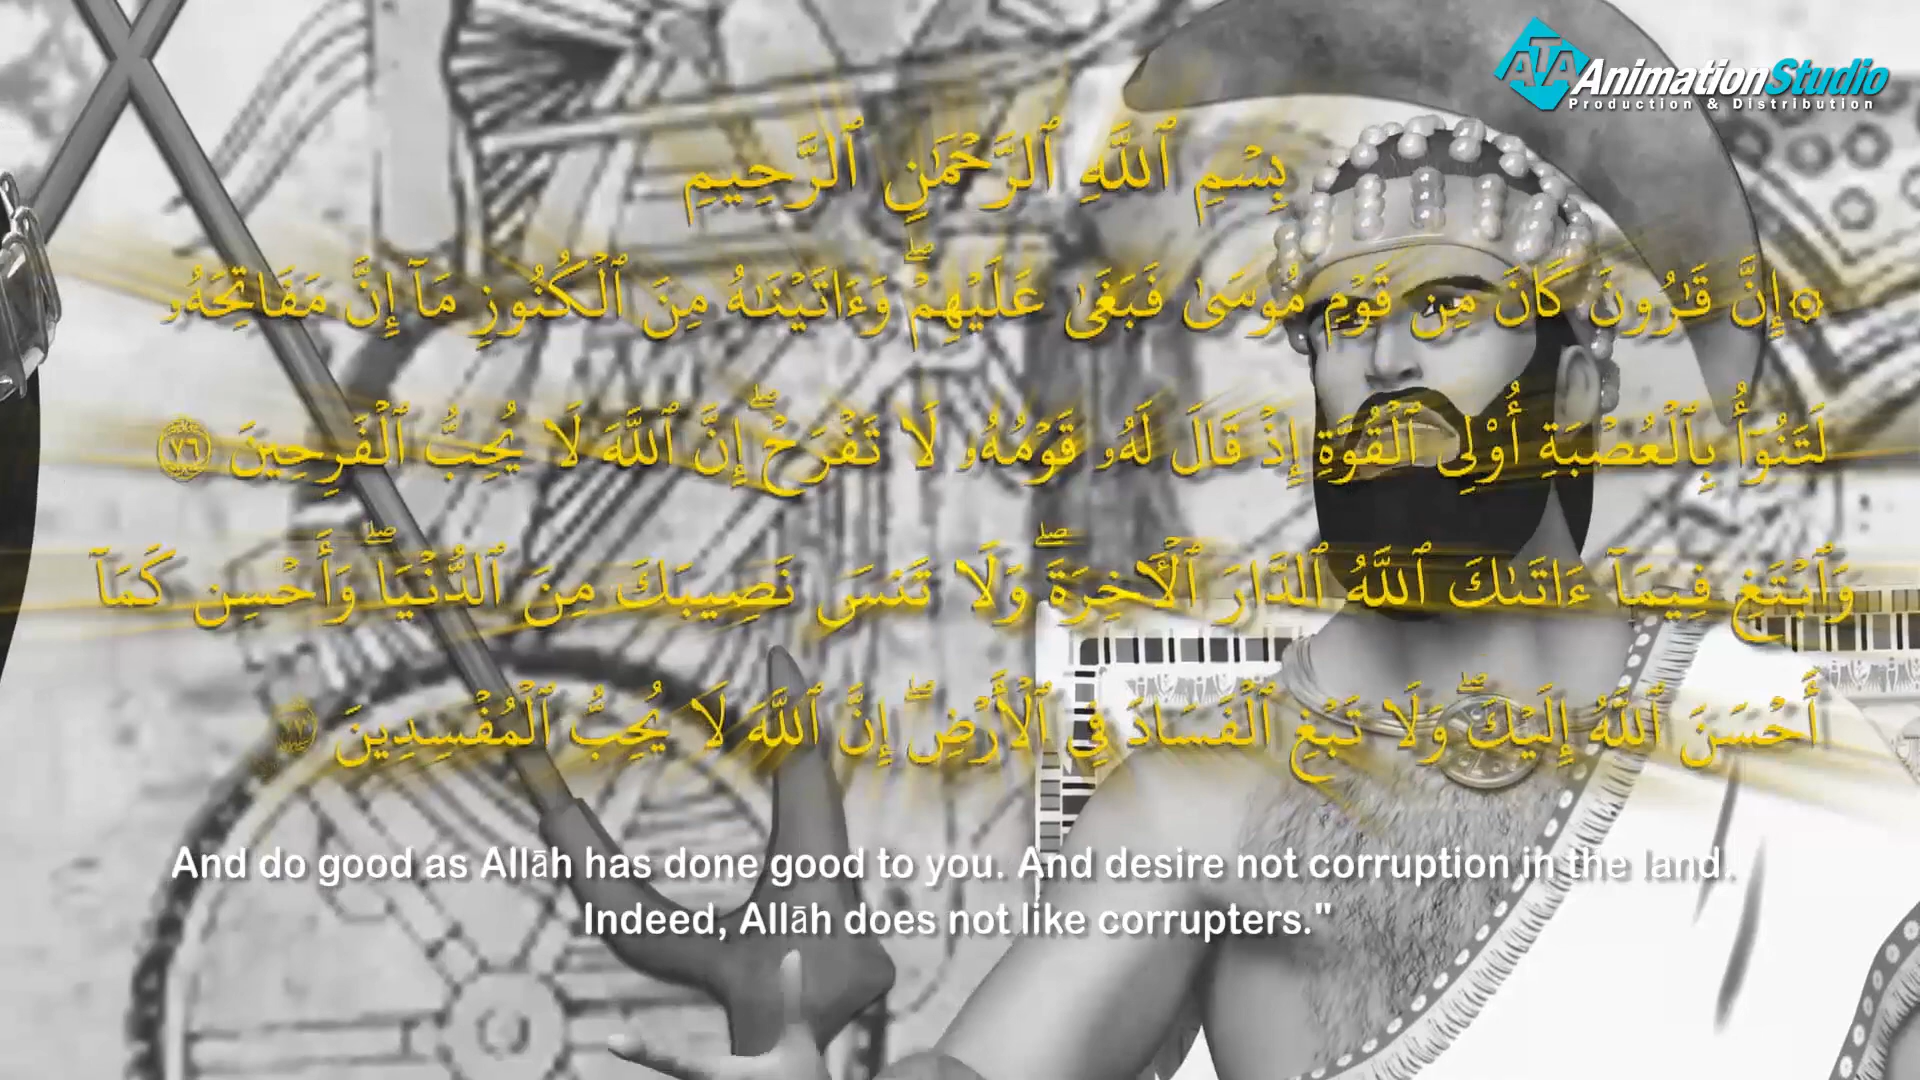 ATA AnimationStudio
Production & Distribution
بِسْمِ ٱللَّهِ ٱلرَّحْمَٰنِ ٱلرَّحِيمِ
۞ إِنَّ قَٰرُونَ كَانَ مِن قَوْمِ مُوسَىٰ فَبَغَىٰ عَلَيْهِمْ ۖ وَءَاتَيْنَٰهُ مِنَ ٱلْكُنُوزِ مَآ إِنَّ مَفَاتِحَهُۥ
لَتَنُوٓأُ بِٱلْعُصْبَةِ أُو۟لِى ٱلْقُوَّةِ إِذْ قَالَ لَهُۥ قَوْمُهُۥ لَا تَفْرَحْ ۖ إِنَّ ٱللَّهَ لَا يُحِبُّ ٱلْفَرِحِينَ ﴿٧٦﴾
وَٱبْتَغِ فِيمَآ ءَاتَىٰكَ ٱللَّهُ ٱلدَّارَ ٱلْـَٔاخِرَةَ ۖ وَلَا تَنسَ نَصِيبَكَ مِنَ ٱلدُّنْيَا ۖ وَأَحْسِن كَمَآ
أَحْسَنَ ٱللَّهُ إِلَيْكَ ۖ وَلَا تَبْغِ ٱلْفَسَادَ فِى ٱلْأَرْضِ ۖ إِنَّ ٱللَّهَ لَا يُحِبُّ ٱلْمُفْسِدِينَ ﴿٧٧﴾
And do good as Allāh has done good to you. And desire not corruption in the land.
Indeed, Allāh does not like corrupters."